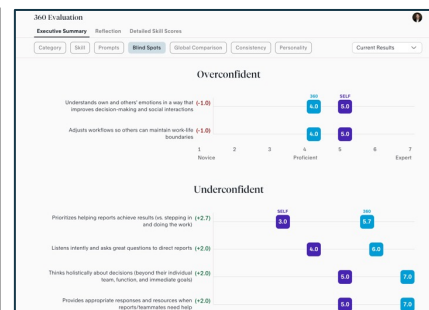 360 Evaluation
Executive Summary Reflection Detailed Skill Scores
Category Skill Prompts Blind Spots Global Comparison Consistency Personality Current Results
Overconfident
360 SELF
Understands own and others' emotions in a way that (-1.0) 4.0 5.0
improves decision-making and social interactions
Adjusts workflows so others can maintain work-life (-1.0) 4.0 5.0
boundaries
1 2 3 4 5 6 7
Novice Proficient Expert
Underconfident
SELF 360
Prioritizes helping reports achieve results (vs. stepping in (+2.7) 3.0 5.7
and doing the work)
Listens intently and asks great questions to direct reports (+2.0) 4.0 6.0
Thinks holistically about decisions (beyond their individual (+2.0) 5.0 7.0
team, function, and immediate goals)
Provides appropriate responses and resources when (+2.0) 5.0 7.0
reports/teammates need help